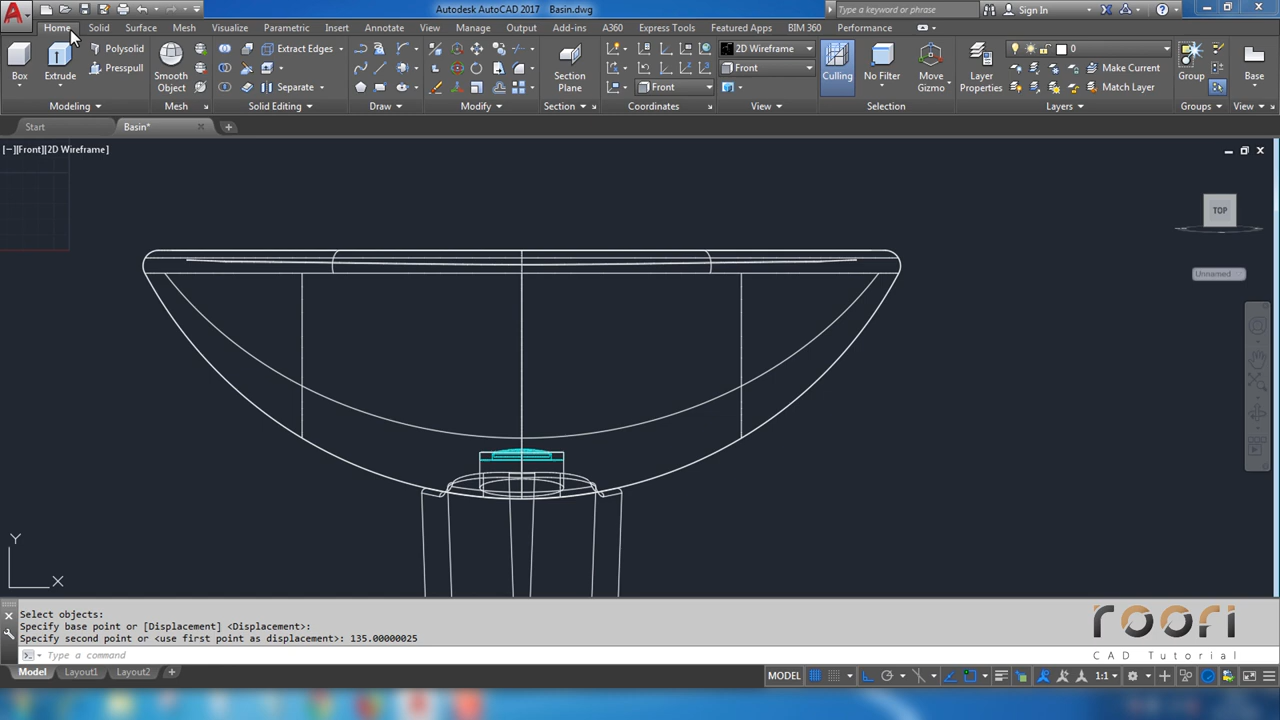 Autodesk AutoCAD 2017 Basin.dwg
Type a keyword or phrase
Sign In
Home Solid Surface Mesh Visualize Parametric Insert Annotate View Manage Output Add-ins A360 Express Tools Featured Apps BIM 360 Performance
Box
Extrude
Polysolid
Presspull
Smooth
Object
Extract Edges
Separate
Section
Plane
2D Wireframe
Front
Front
Culling
No Filter
Move
Gizmo
Layer
Properties
0
Make Current
Match Layer
Group
Base
Modeling Mesh Solid Editing Draw Modify Section Coordinates View Selection Layers Groups View
Start Basin*
[−][Front][2D Wireframe]
TOP
Unnamed
Y
X
Select objects:
Specify base point or [Displacement] <Displacement>:
Specify second point or <use first point as displacement>: 135.00000025
Type a command
roori
CAD Tutorial
Model Layout1 Layout2
MODEL
1:1